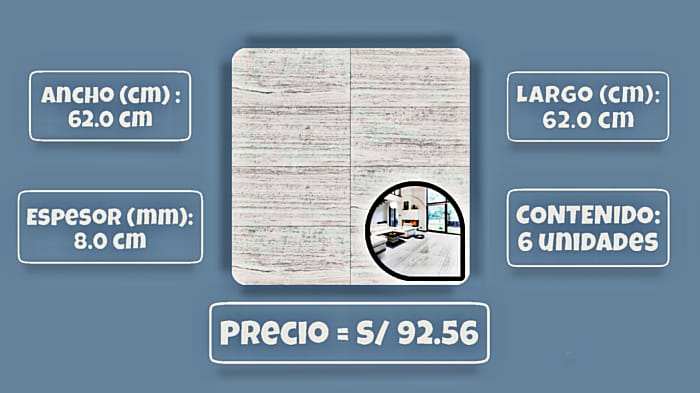 Ancho (cm) :
62.0 cm
Largo (cm):
62.0 cm
Espesor (mm):
8.0 cm
Contenido:
6 unidades
Precio = S/ 92.56